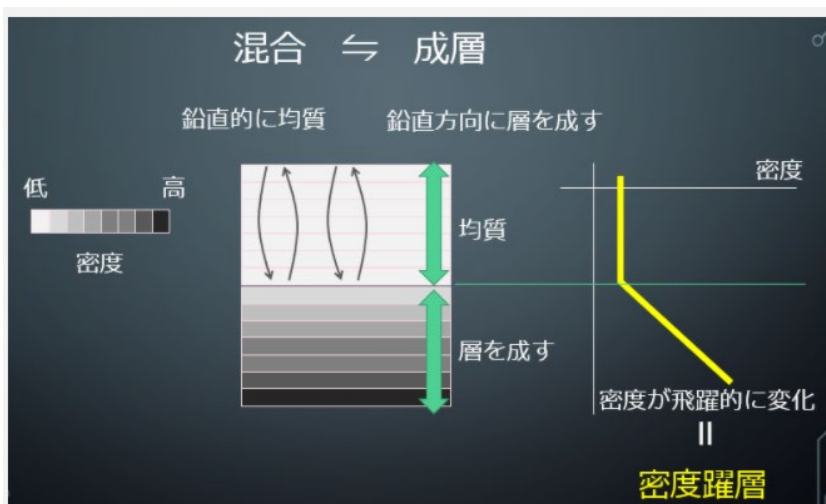 混合 ⇋ 成層
鉛直的に均質
鉛直方向に層を成す
低
高
密度
均質
層を成す
密度
密度が飛躍的に変化
=
密度躍層